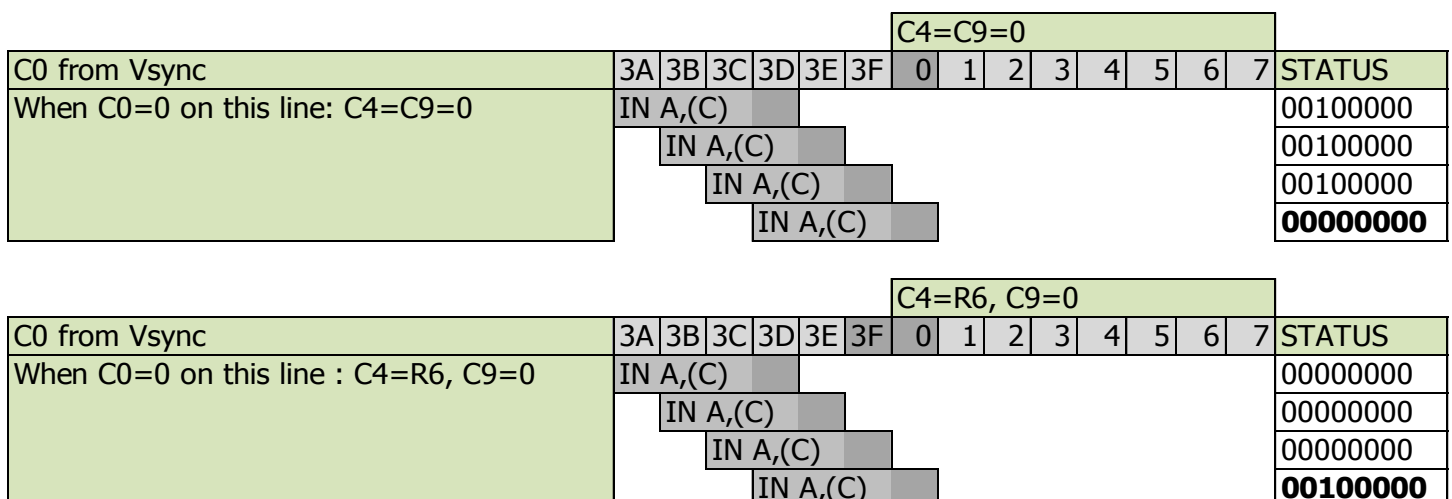 C4=C9=0
C0 from Vsync 3A 3B 3C 3D 3E 3F 0 1 2 3 4 5 6 7 STATUS
When C0=0 on this line: C4=C9=0 IN A,(C) 00100000
IN A,(C) 00100000
IN A,(C) 00100000
IN A,(C) 00000000
C4=R6, C9=0
C0 from Vsync 3A 3B 3C 3D 3E 3F 0 1 2 3 4 5 6 7 STATUS
When C0=0 on this line : C4=R6, C9=0 IN A,(C) 00000000
IN A,(C) 00000000
IN A,(C) 00000000
IN A,(C) 00100000